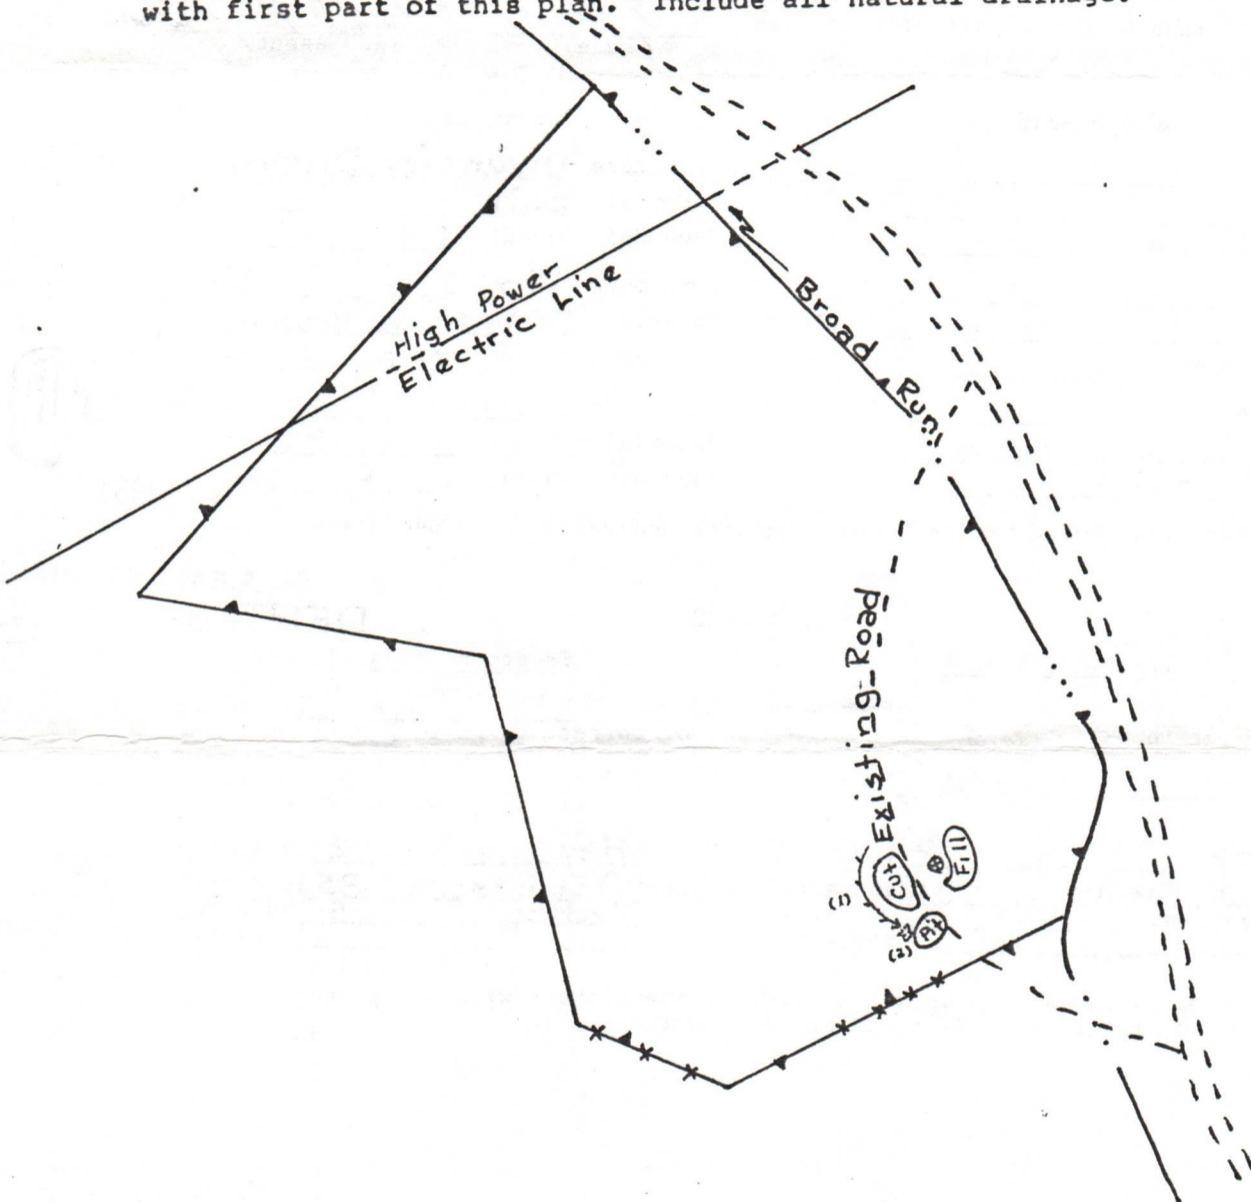 with first part of this plan. Include all natural drainage.
High Power
Electric Line
Broad Run
Existing Road
Fill
Cut
(1)
Pit
(2)